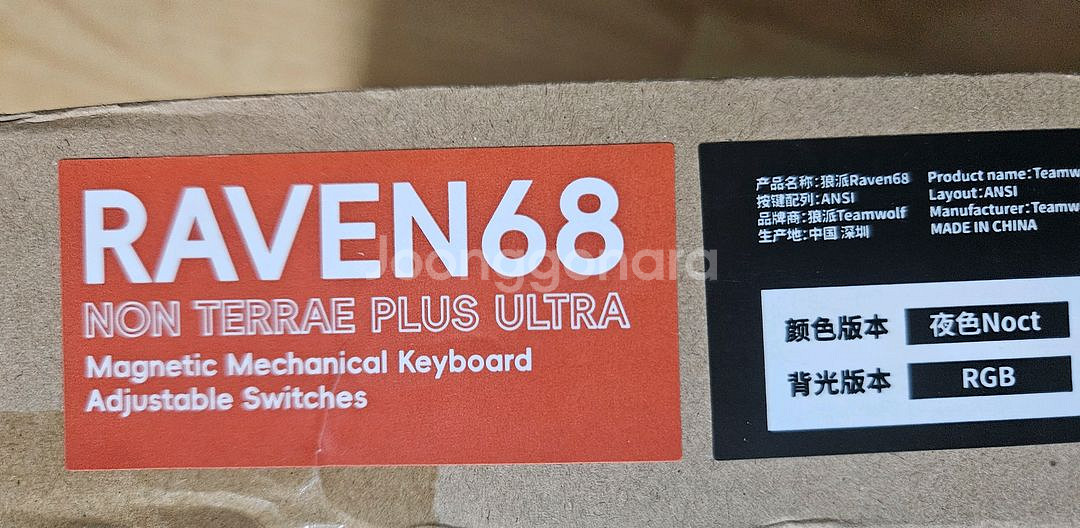 RAVEN68
NON TERRAE PLUS ULTRA
Magnetic Mechanical Keyboard
Adjustable Switches
Joonggonara
产品名称:狼派Raven68
按键配列:ANSI
品牌商:狼派Teamwolf
生产地:中国 深圳
Product name:Teamw
Layout:ANSI
Manufacturer:Teamw
MADE IN CHINA
颜色版本 夜色Noct
背光版本 RGB